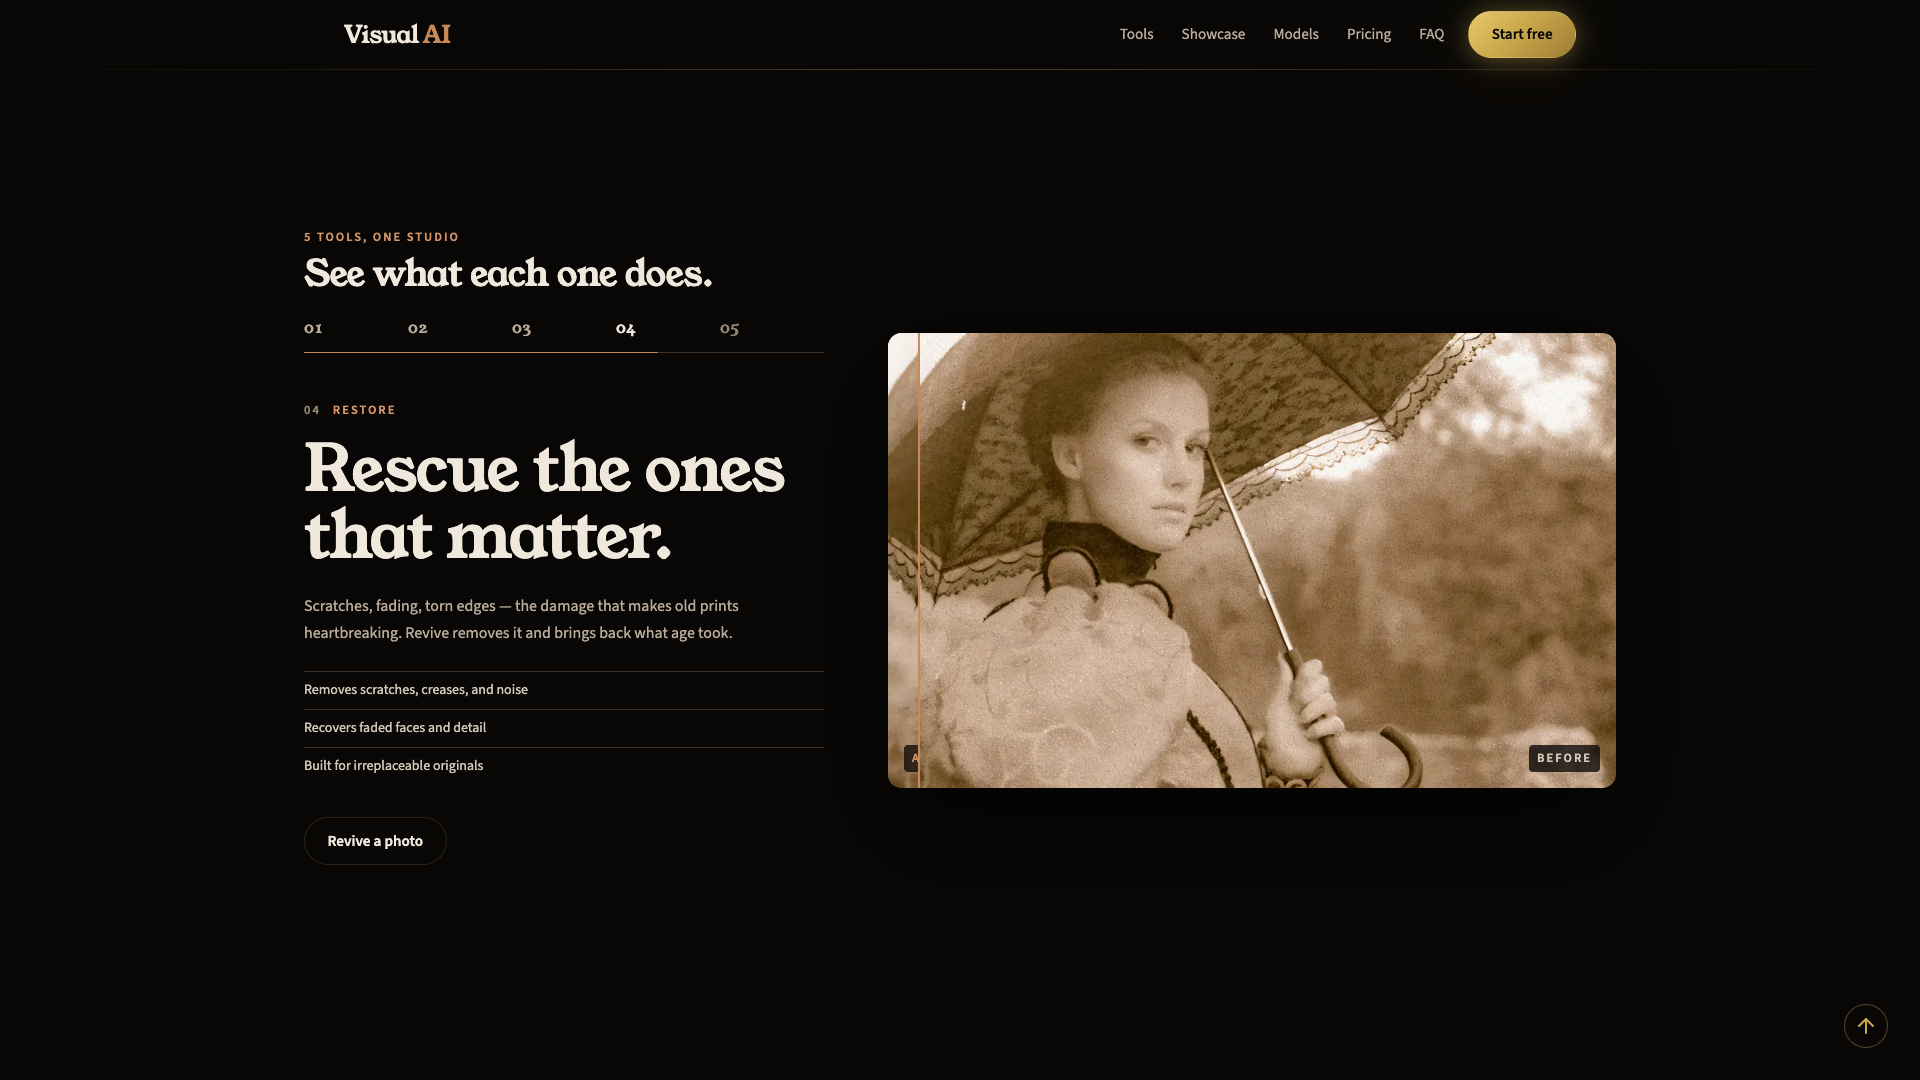 Visual AI
Tools
Showcase
Models
Pricing
FAQ
Start free
5 TOOLS, ONE STUDIO
See what each one does.
01
02
03
04
05
04 RESTORE
Rescue the ones
that matter.
Scratches, fading, torn edges — the damage that makes old prints
heartbreaking. Revive removes it and brings back what age took.
Removes scratches, creases, and noise
Recovers faded faces and detail
Built for irreplaceable originals
Revive a photo
BEFORE